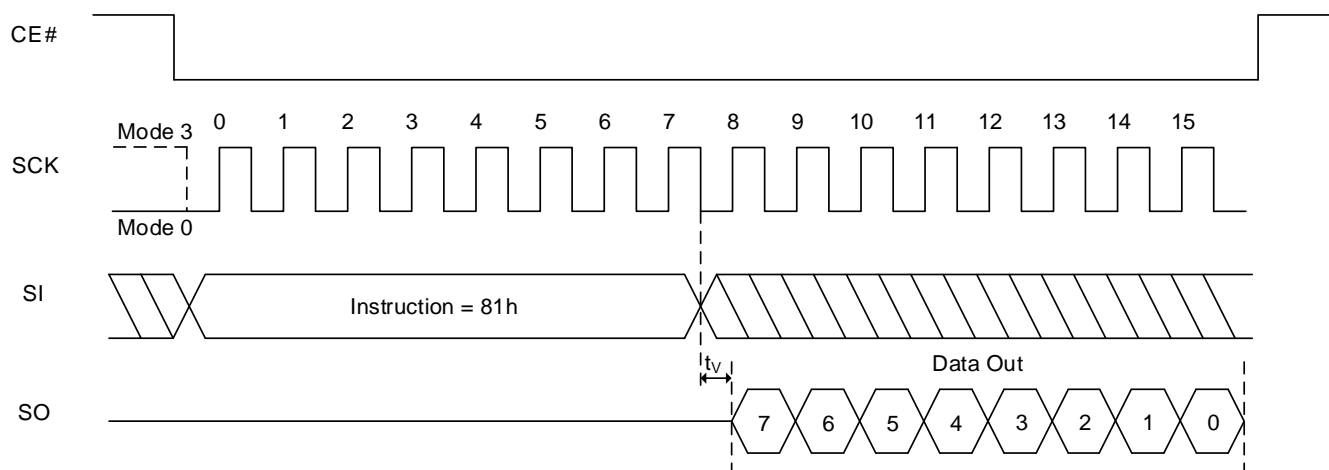 CE#
0 1 2 3 4 5 6 7 8 9 10 11 12 13 14 15
Mode 3
SCK
Mode 0
SI
Instruction = 81h
tV
Data Out
SO
7 6 5 4 3 2 1 0